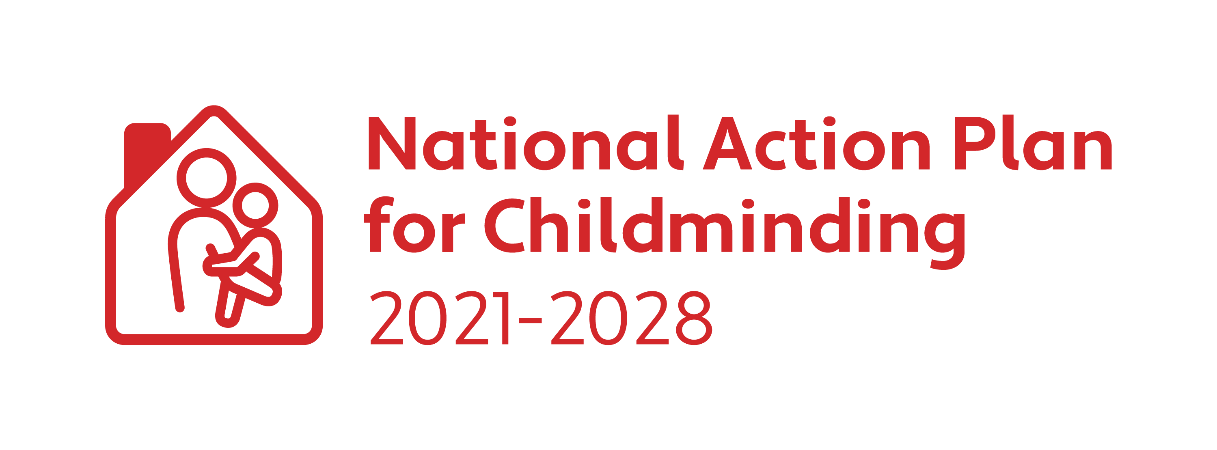 National Action Plan
for Childminding
2021-2028